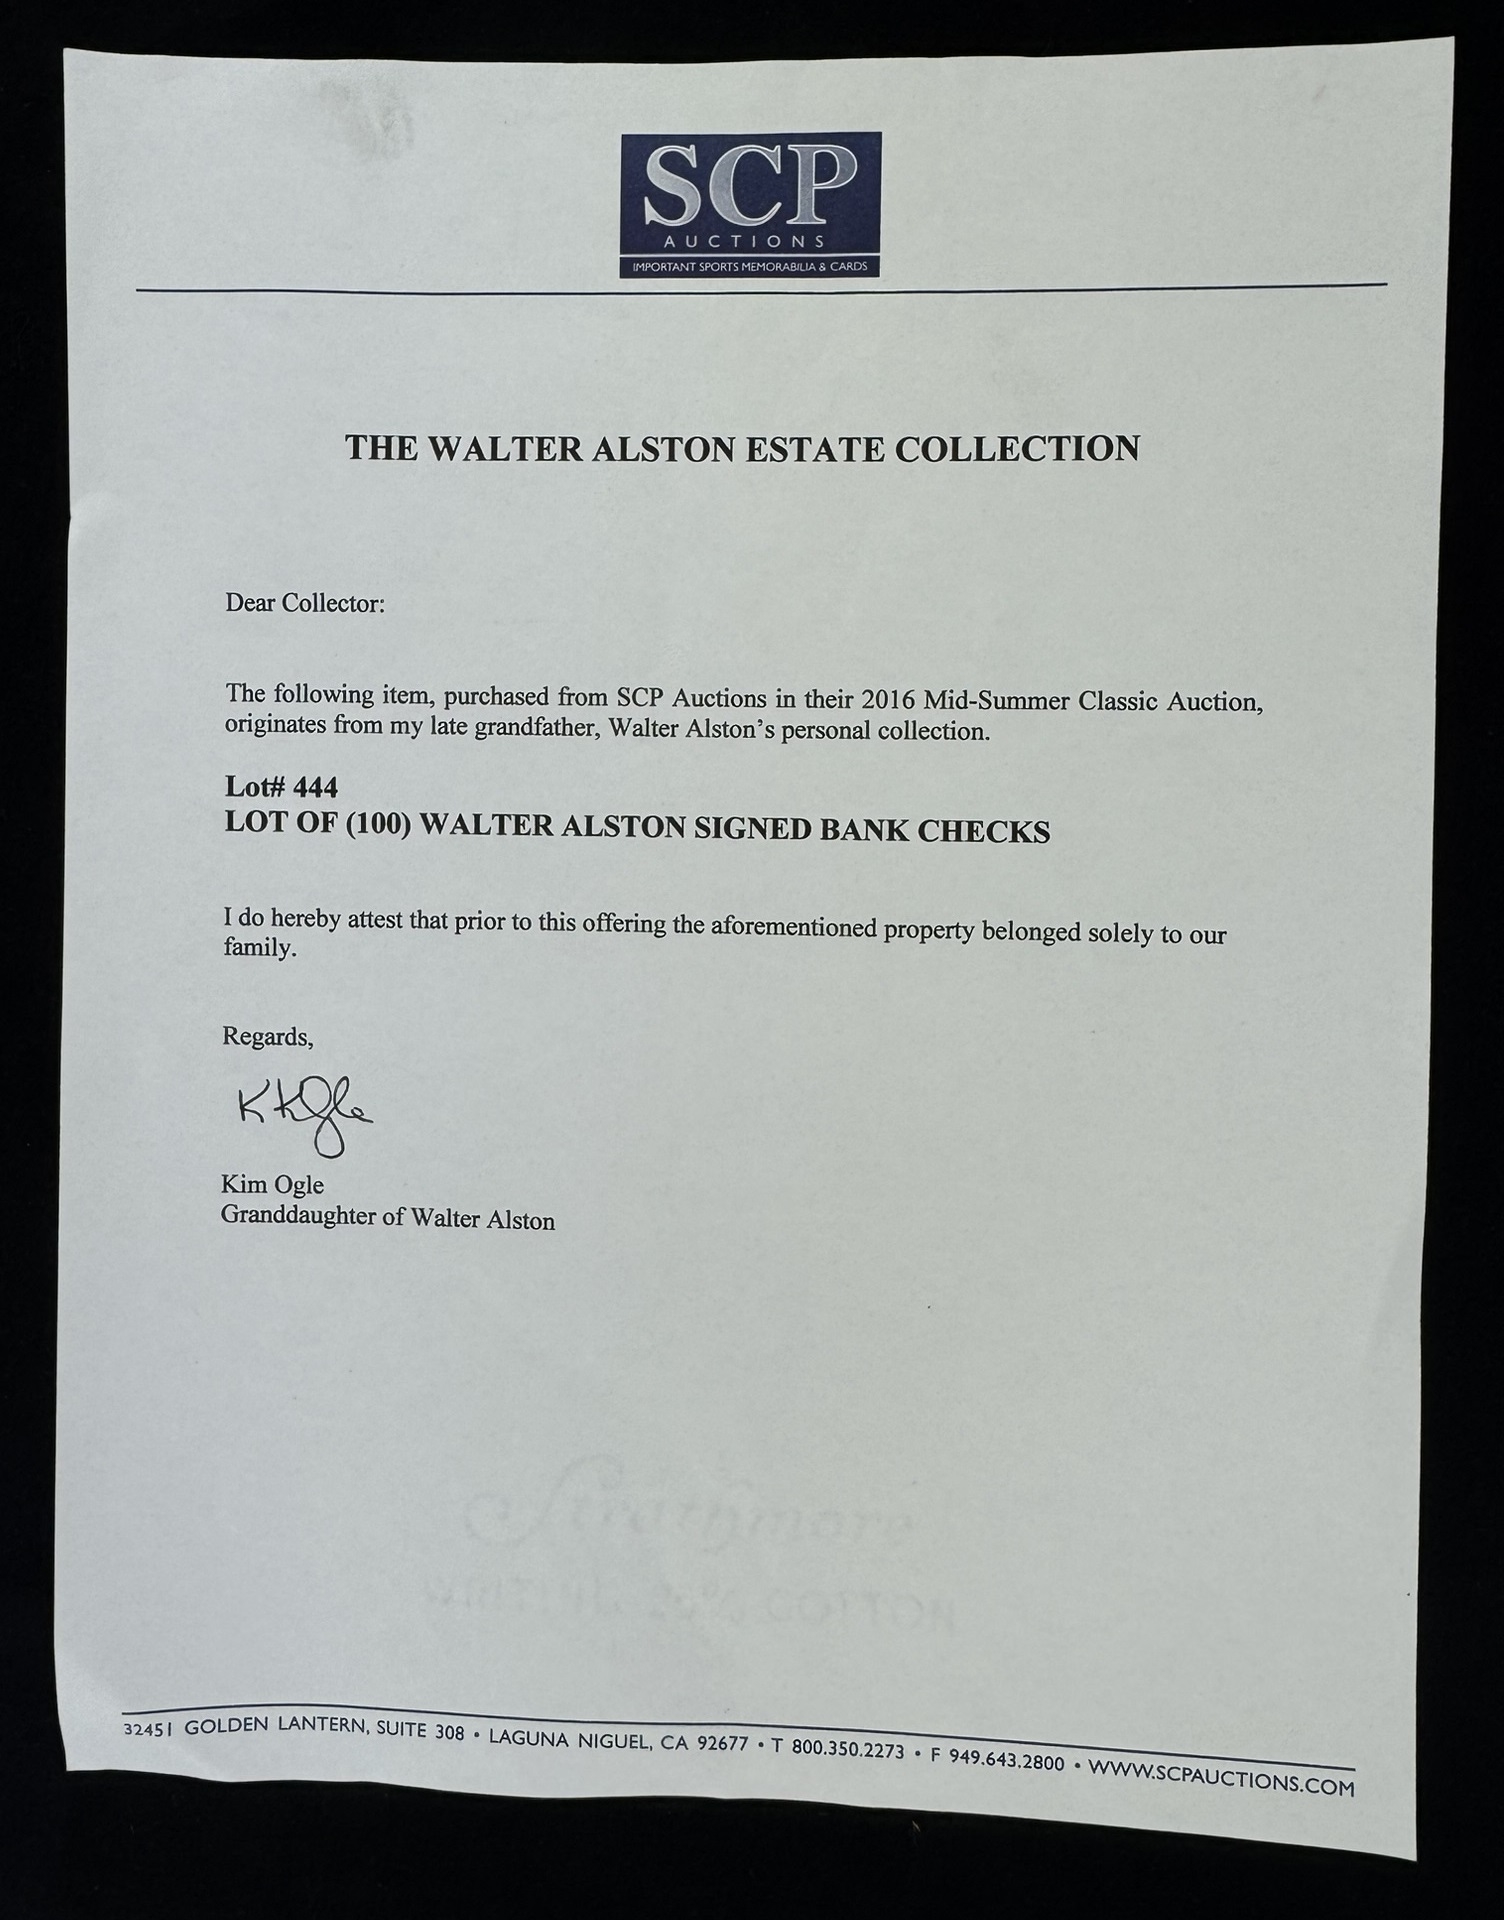 SCP
AUCTIONS
IMPORTANT SPORTS MEMORABILIA & CARDS
THE WALTER ALSTON ESTATE COLLECTION
Dear Collector:
The following item, purchased from SCP Auctions in their 2016 Mid-Summer Classic Auction,
originates from my late grandfather, Walter Alston's personal collection.
Lot# 444
LOT OF (100) WALTER ALSTON SIGNED BANK CHECKS
I do hereby attest that prior to this offering the aforementioned property belonged solely to our
family.
Regards,
Kim Ogle
Granddaughter of Walter Alston
32451 GOLDEN LANTERN, SUITE 308 • LAGUNA NIGUEL, CA 92677 • T 800.350.2273 • F 949.643.2800 • WWW.SCPAUCTIONS.COM